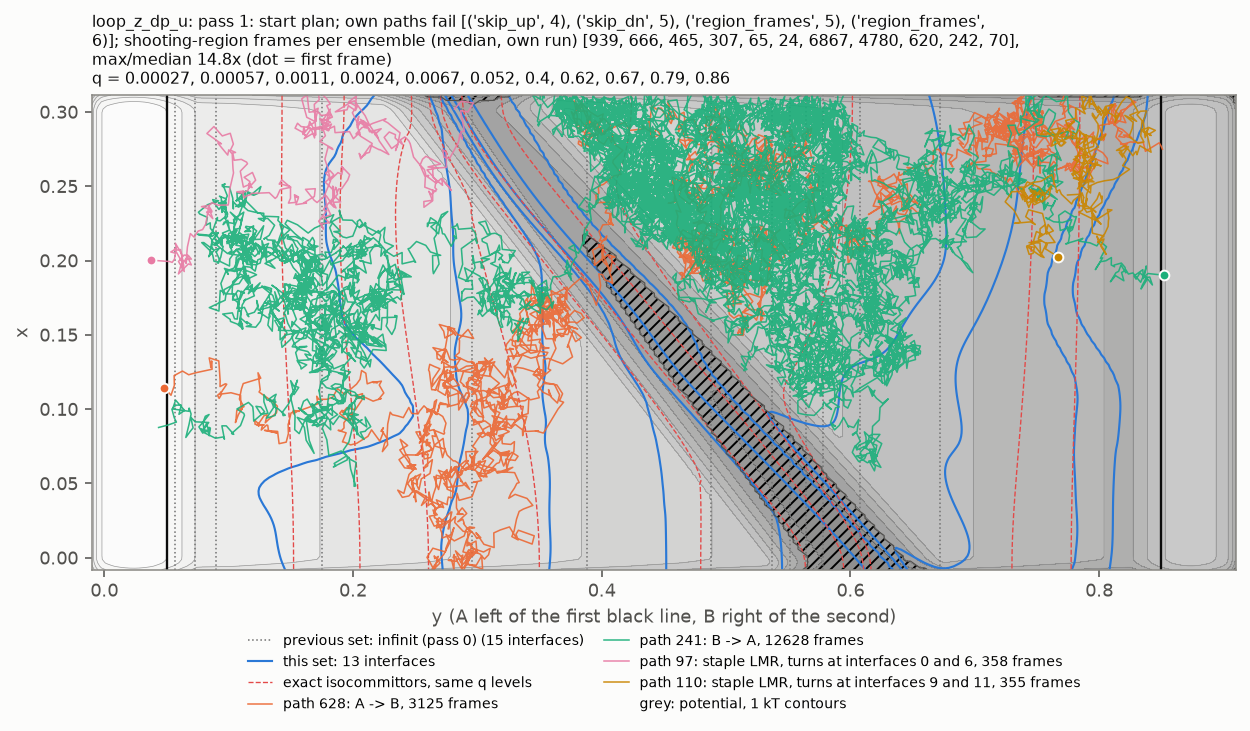 loop_z_dp_u: pass 1: start plan; own paths fail [('skip_up', 4), ('skip_dn', 5), ('region_frames', 5), ('region_frames',
6)]; shooting-region frames per ensemble (median, own run) [939, 666, 465, 307, 65, 24, 6867, 4780, 620, 242, 70],
max/median 14.8x (dot = first frame)
q = 0.00027, 0.00057, 0.0011, 0.0024, 0.0067, 0.052, 0.4, 0.62, 0.67, 0.79, 0.86
0.30
0.25
0.20
0.15
0.10
0.05
0.00
x
0.0
0.2
0.4
0.6
0.8
y (A left of the first black line, B right of the second)
previous set: infinit (pass 0) (15 interfaces)
this set: 13 interfaces
exact isocommittors, same q levels
path 628: A -> B, 3125 frames
path 241: B -> A, 12628 frames
path 97: staple LMR, turns at interfaces 0 and 6, 358 frames
path 110: staple LMR, turns at interfaces 9 and 11, 355 frames
grey: potential, 1 kT contours